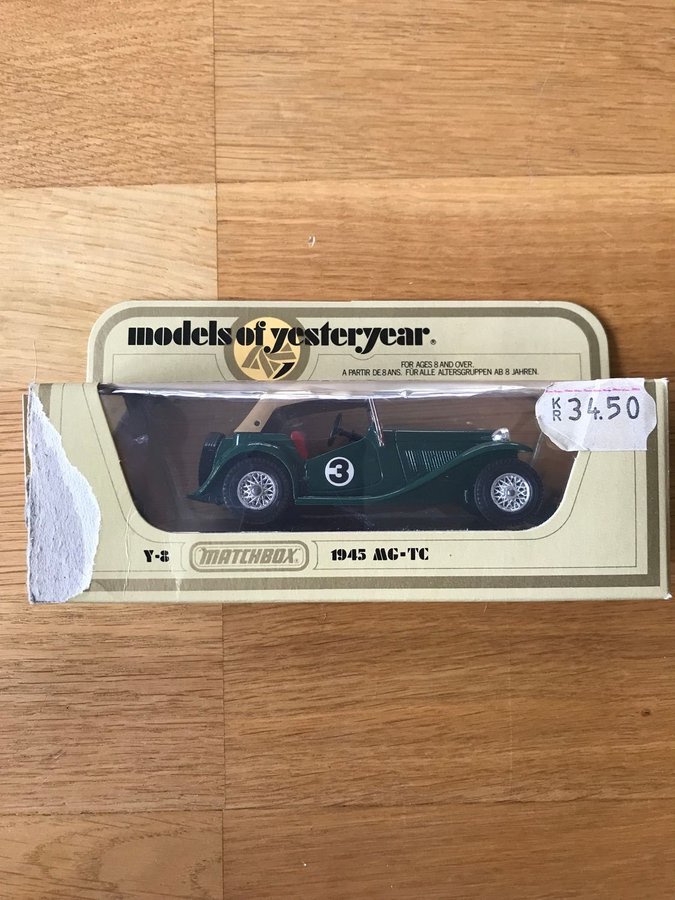 models of yesteryear®
FOR AGES 8 AND OVER.
A PARTIR DE 8 ANS. FÜR ALLE ALTERSGRUPPEN AB 8 JAHREN.
KR 34.50
3
Y-8 MATCHBOX® 1945 MG-TC